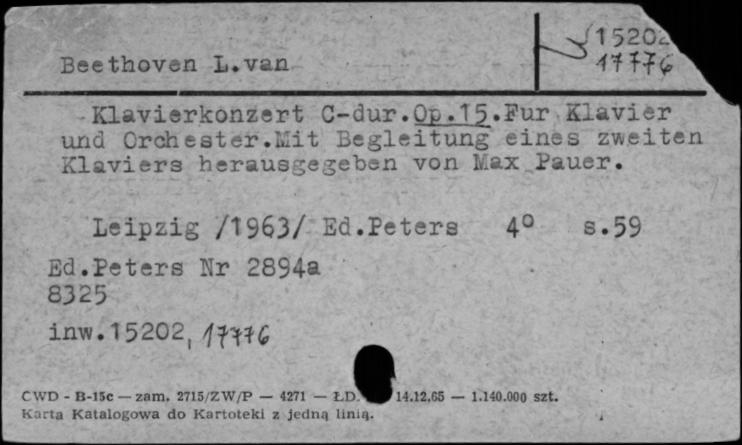 15202
Beethoven L.van 17776
Klavierkonzert C-dur.Op.15.Fur Klavier
und Orchester.Mit Begleitung eines zweiten
Klaviers herausgegeben von Max Pauer.
Leipzig /1963/ Ed.Peters 4° s.59
Ed.Peters Nr 2894a
8325
inw.15202, 17776
CWD - B-15c — zam. 2715/ZW/P — 4271 — ŁD. 14.12.65 — 1.140.000 szt.
Karta Katalogowa do Kartoteki z jedną linią.